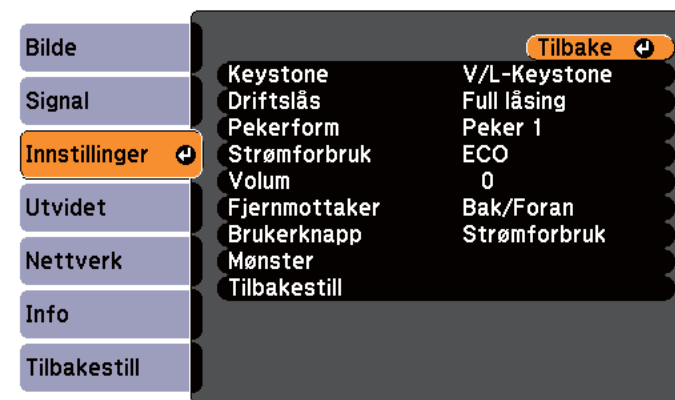 Bilde
Signal
Innstillinger
Utvidet
Nettverk
Info
Tilbakestill
Tilbake
Keystone V/L-Keystone
Driftslås Full låsing
Pekerform Peker 1
Strømforbruk ECO
Volum 0
Fjernmottaker Bak/Foran
Brukerknapp Strømforbruk
Mønster
Tilbakestill